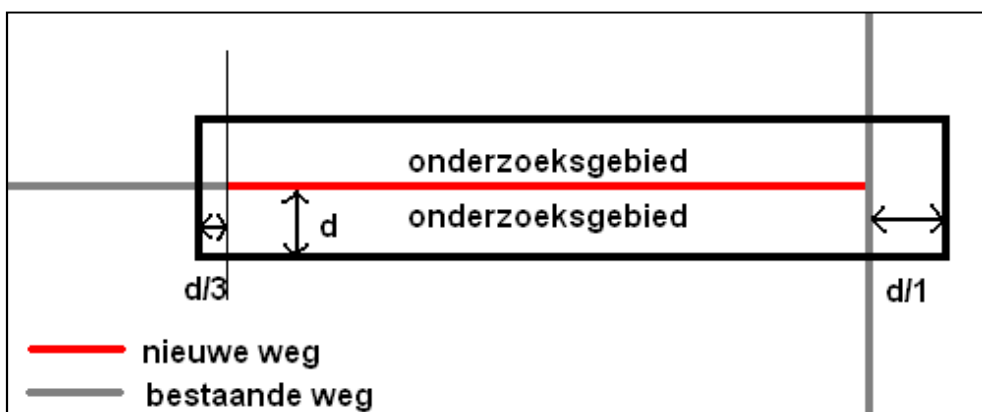 onderzoeksgebied
onderzoeksgebied
d
d/3
d/1
nieuwe weg
bestaande weg